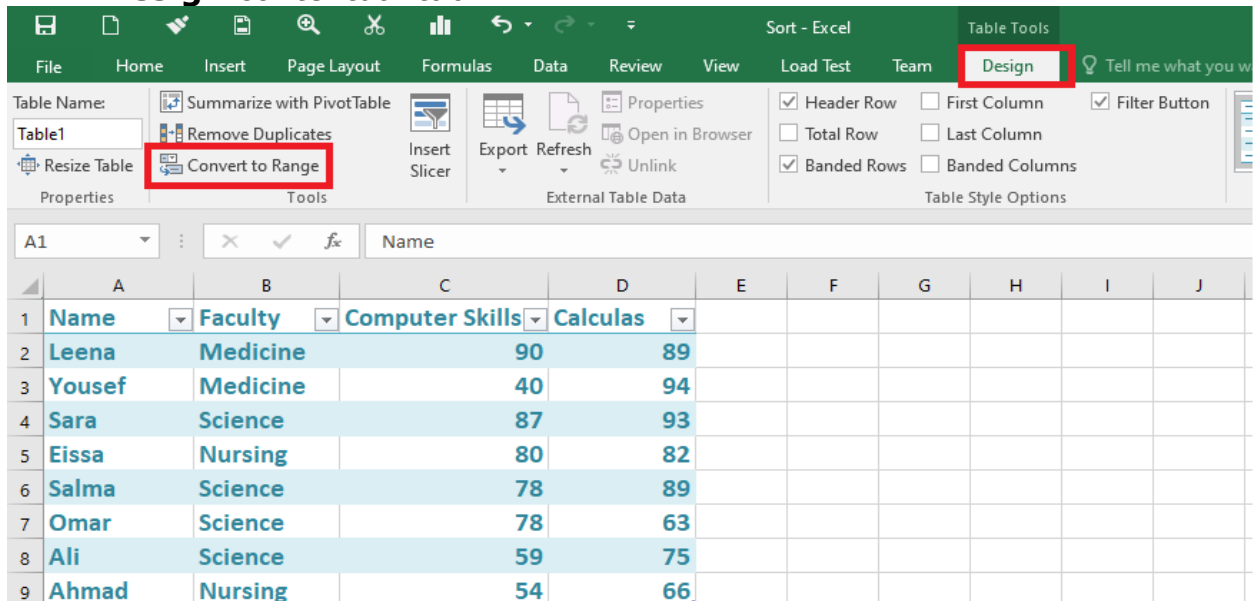 Sort - Excel
Table Tools
File Home Insert Page Layout Formulas Data Review View Load Test Team Design Tell me what you w
Table Name:
Table1
Resize Table
Properties
Summarize with PivotTable
Remove Duplicates
Convert to Range
Tools
Insert
Slicer
Export
Refresh
Properties
Open in Browser
Unlink
External Table Data
Header Row
Total Row
Banded Rows
First Column
Last Column
Banded Columns
Filter Button
Table Style Options
A1 fx Name
A B C D E F G H I J
1 Name Faculty Computer Skills Calculas
2 Leena Medicine 90 89
3 Yousef Medicine 40 94
4 Sara Science 87 93
5 Eissa Nursing 80 82
6 Salma Science 78 89
7 Omar Science 78 63
8 Ali Science 59 75
9 Ahmad Nursing 54 66